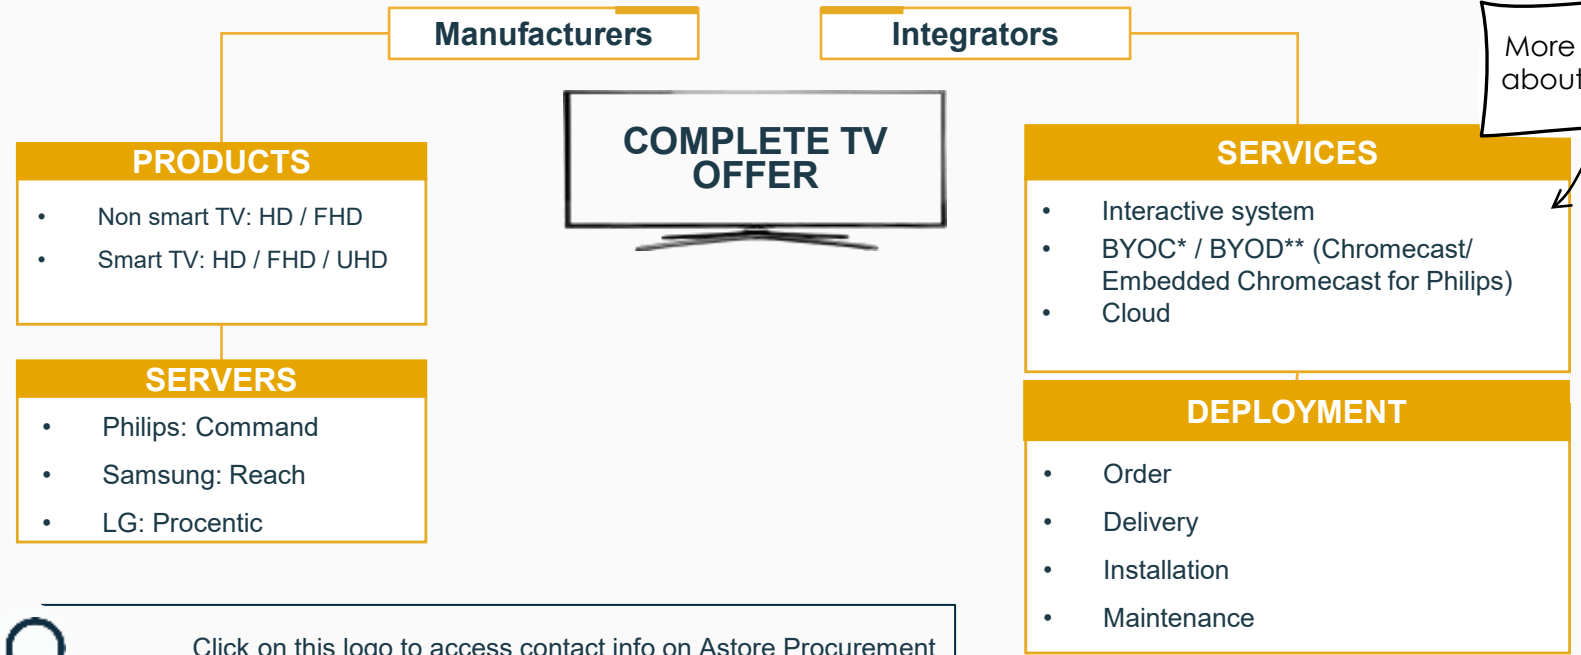 Manufacturers
Integrators
More
about
COMPLETE TV
OFFER
PRODUCTS
• Non smart TV: HD / FHD
• Smart TV: HD / FHD / UHD
SERVERS
• Philips: Command
• Samsung: Reach
• LG: Procentic
SERVICES
• Interactive system
• BYOC* / BYOD** (Chromecast/
Embedded Chromecast for Philips)
• Cloud
DEPLOYMENT
• Order
• Delivery
• Installation
• Maintenance
Click on this logo to access contact info on Astore Procurement